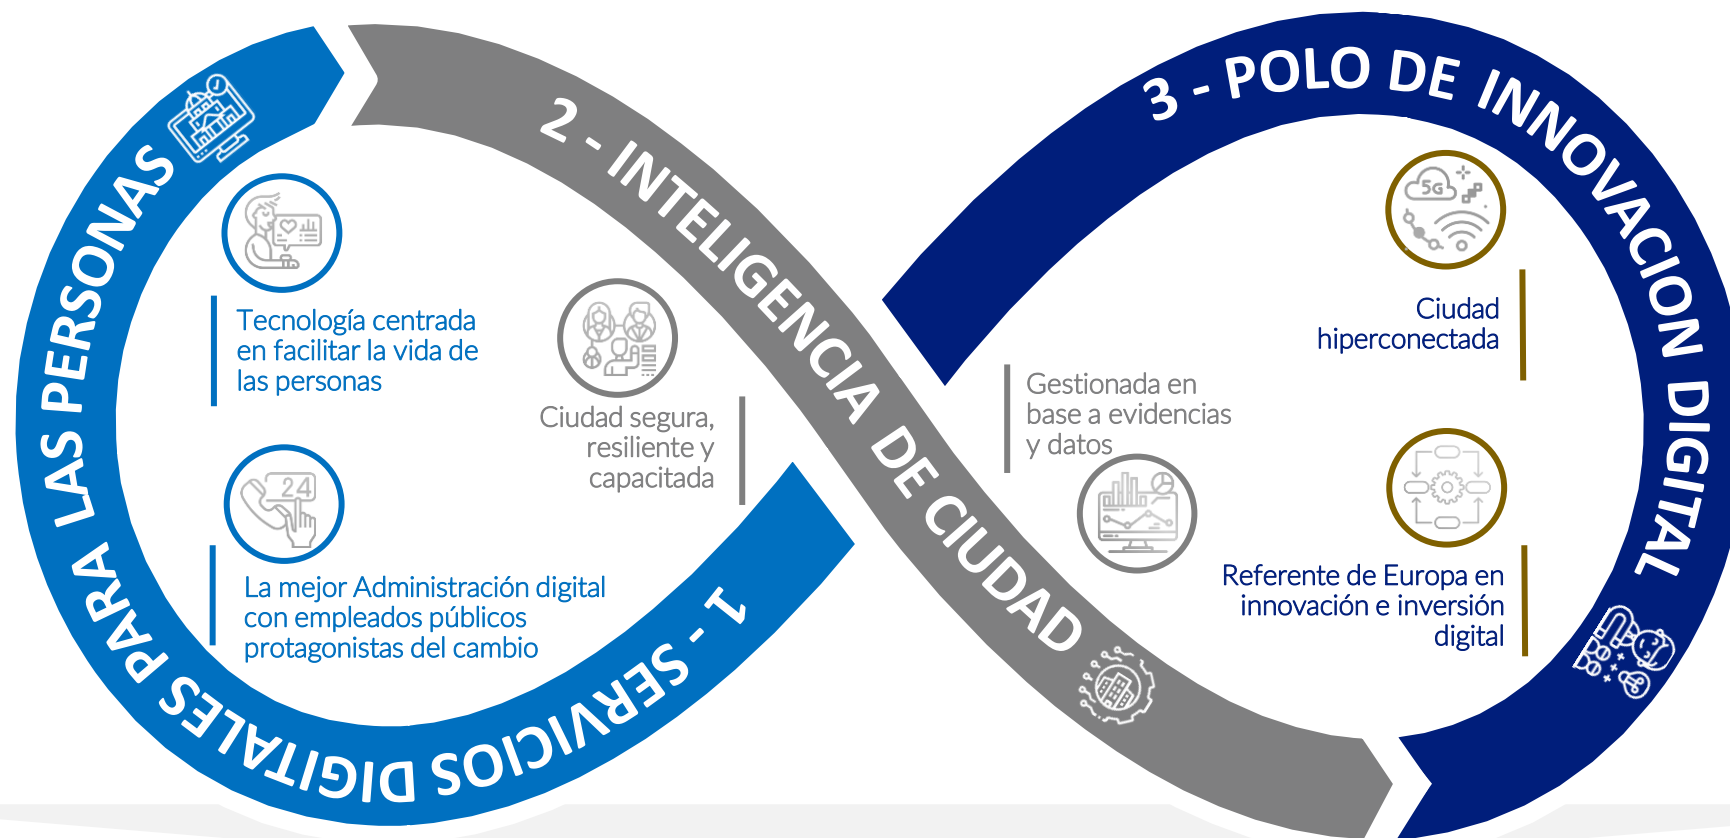 1 - SERVICIOS DIGITALES PARA LAS PERSONAS
Tecnología centrada
en facilitar la vida de
las personas
24
La mejor Administración digital
con empleados públicos
protagonistas del cambio
2 - INTELIGENCIA DE CIUDAD
Ciudad segura,
resiliente y
capacitada
Gestionada en
base a evidencias
y datos
3 - POLO DE INNOVACION DIGITAL
5G
Ciudad
hiperconectada
Referente de Europa en
innovación e inversión
digital